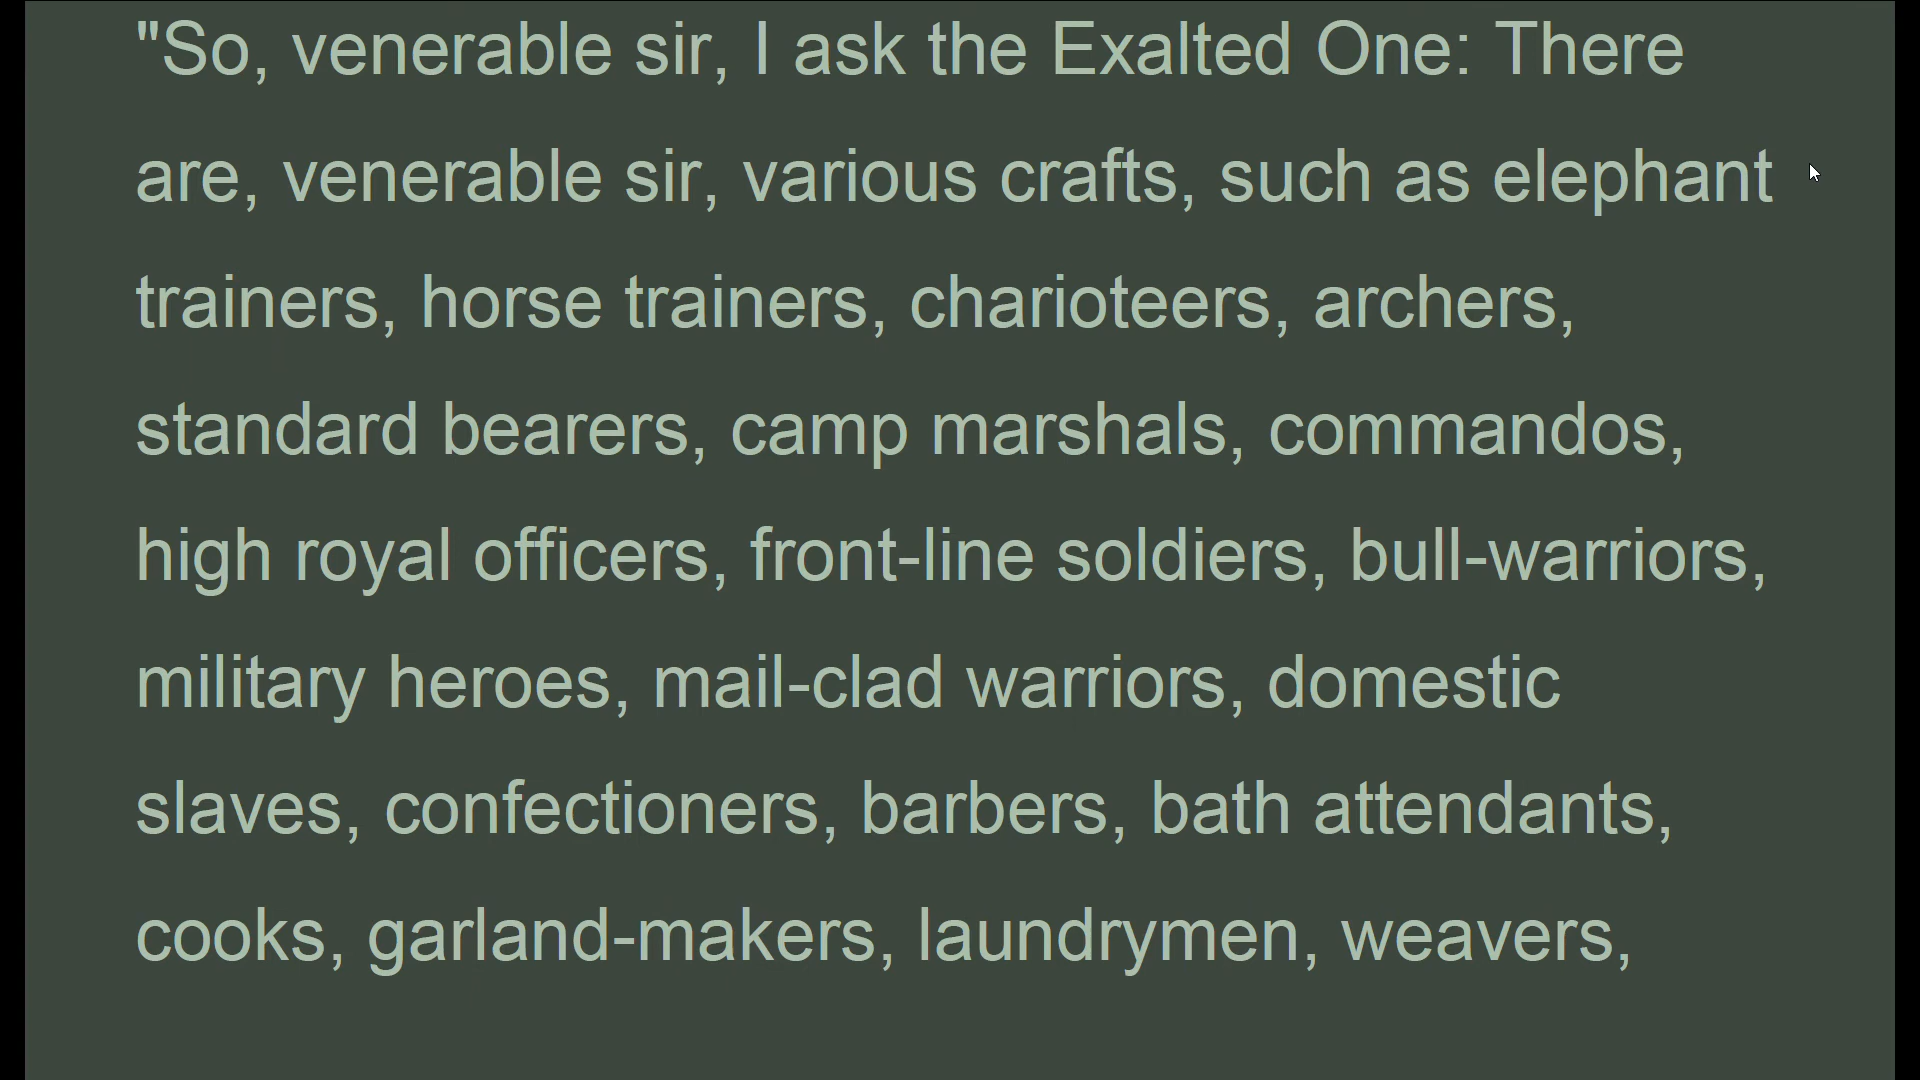 "So, venerable sir, I ask the Exalted One: There
are, venerable sir, various crafts, such as elephant
trainers, horse trainers, charioteers, archers,
standard bearers, camp marshals, commandos,
high royal officers, front-line soldiers, bull-warriors,
military heroes, mail-clad warriors, domestic
slaves, confectioners, barbers, bath attendants,
cooks, garland-makers, laundrymen, weavers,